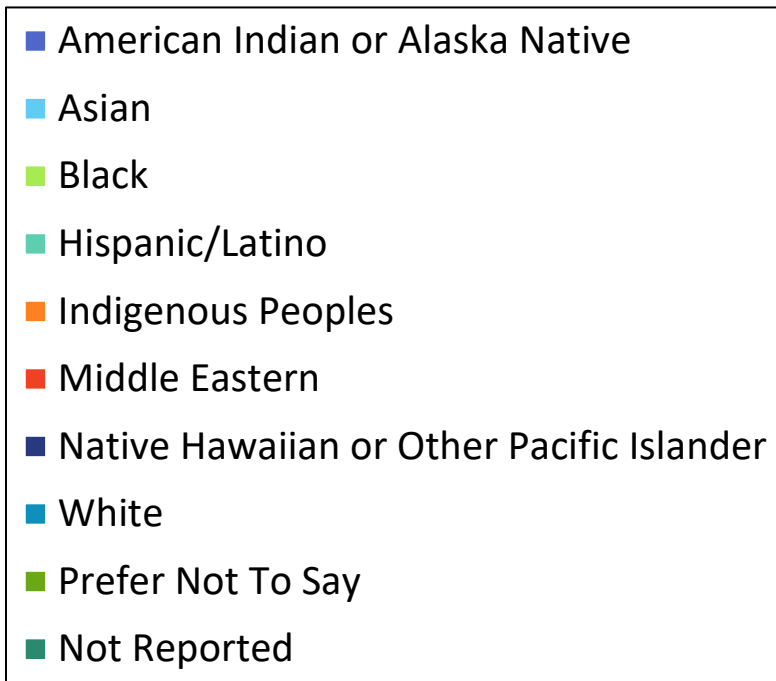 American Indian or Alaska Native
Asian
Black
Hispanic/Latino
Indigenous Peoples
Middle Eastern
Native Hawaiian or Other Pacific Islander
White
Prefer Not To Say
Not Reported